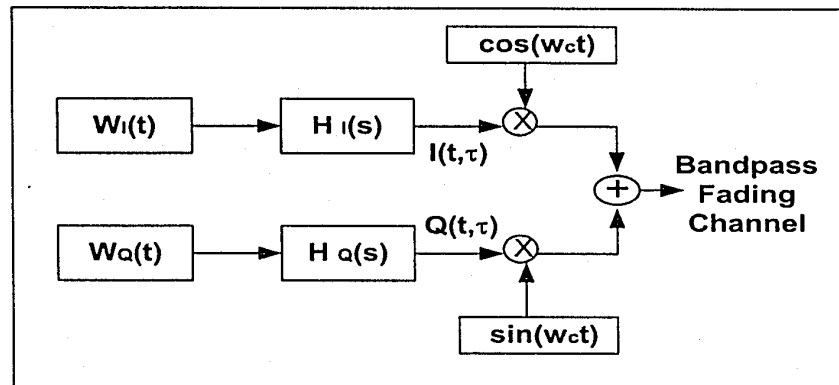 cos(wct)
WI(t)
H I(s)
X
I(t,τ)
+
Bandpass
Fading
Channel
Q(t,τ)
WQ(t)
H Q(s)
X
sin(wct)